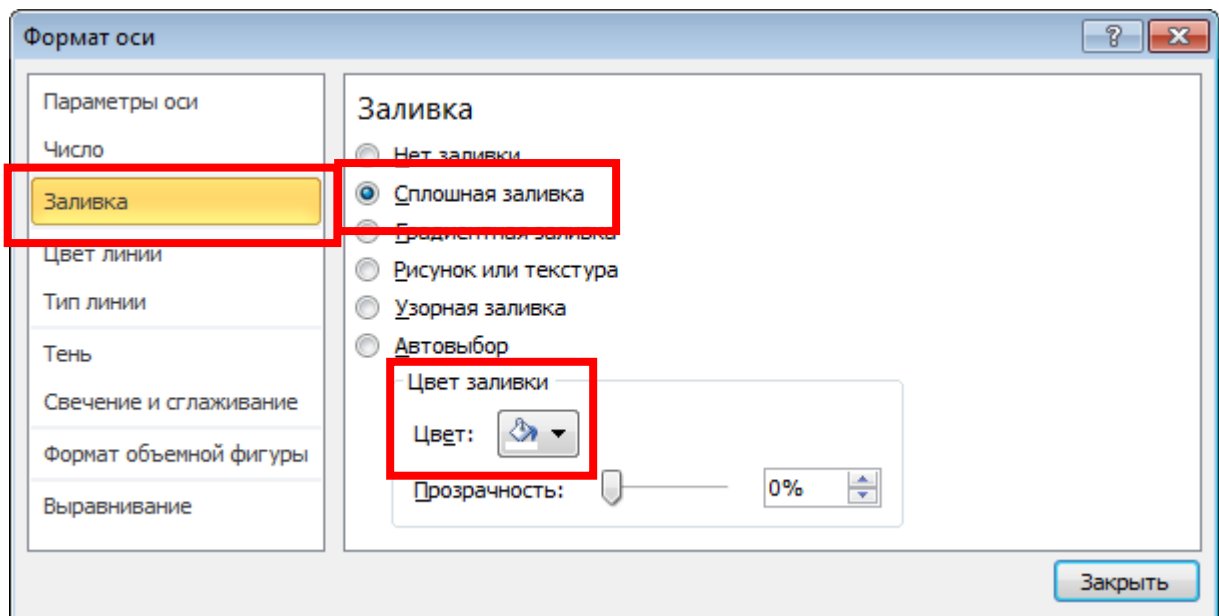 Формат оси
Параметры оси
Число
Заливка
Цвет линии
Тип линии
Тень
Свечение и сглаживание
Формат объемной фигуры
Выравнивание
Заливка
Нет заливки
Сплошная заливка
Градиентная заливка
Рисунок или текстура
Узорная заливка
Автовыбор
Цвет заливки
Цвет:
Прозрачность: 0%
Закрыть